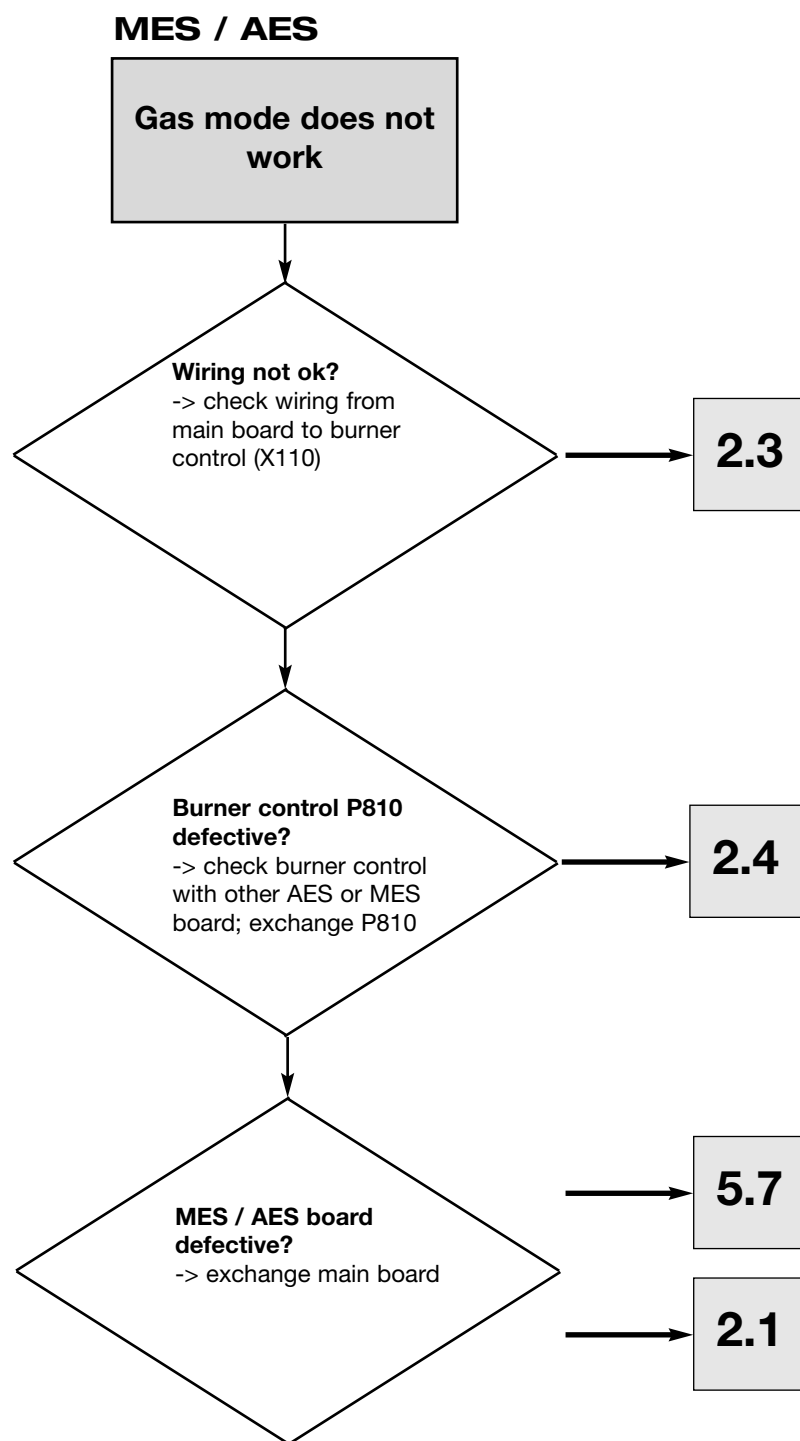 MES / AES
Gas mode does not
work
Wiring not ok?
-> check wiring from
main board to burner
control (X110)
2.3
Burner control P810
defective?
-> check burner control
with other AES or MES
board; exchange P810
2.4
MES / AES board
defective?
-> exchange main board
5.7
2.1